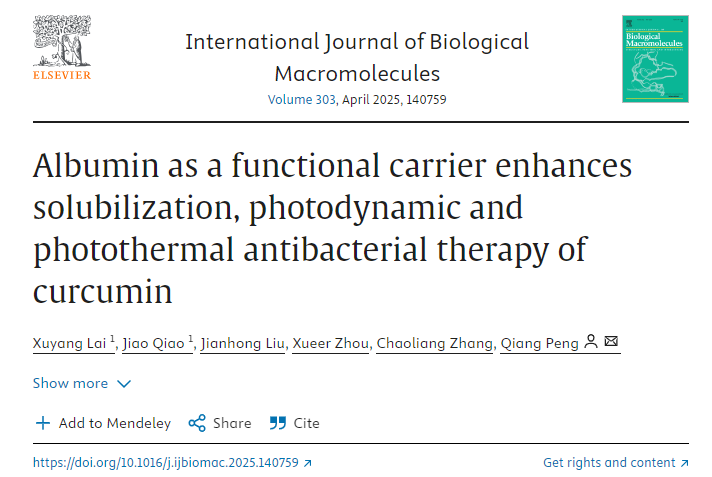 ELSEVIER
International Journal of Biological
Macromolecules
Volume 303, April 2025, 140759
Biological
Macromolecules
Albumin as a functional carrier enhances
solubilization, photodynamic and
photothermal antibacterial therapy of
curcumin
Xuyang Lai 1, Jiao Qiao 1, Jianhong Liu, Xueer Zhou, Chaoliang Zhang, Qiang Peng
Show more
Add to Mendeley Share Cite
https://doi.org/10.1016/j.ijbiomac.2025.140759 Get rights and content